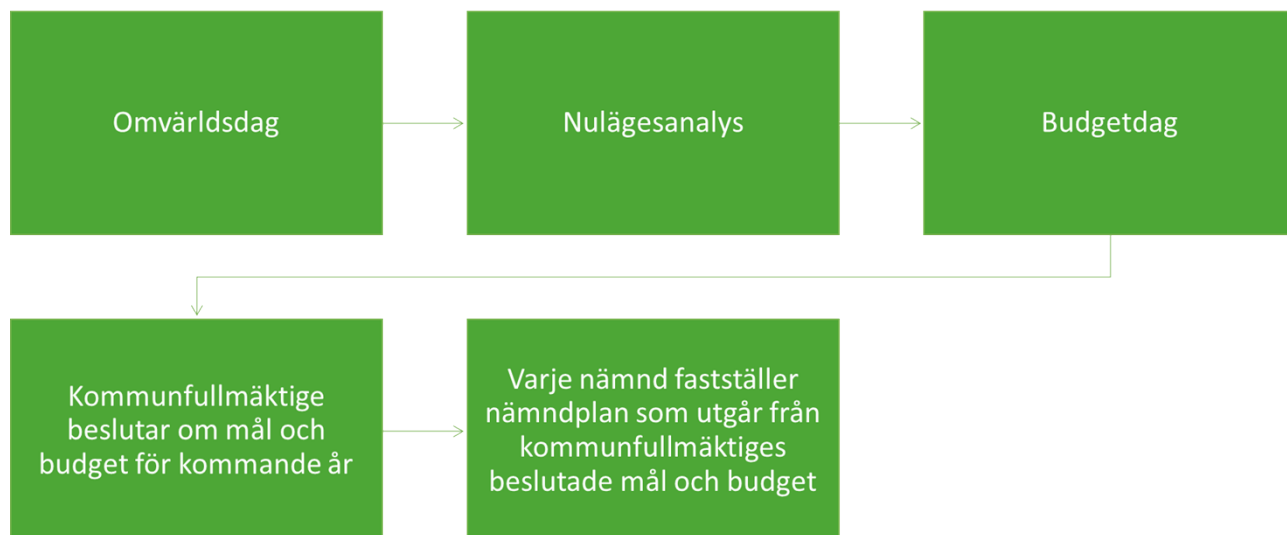 Omvärldsdag
Nulägesanalys
Budgetdag
Kommunfullmäktige
beslutar om mål och
budget för kommande år
Varje nämnd fastställer
nämndplan som utgår från
kommunfullmäktiges
beslutade mål och budget